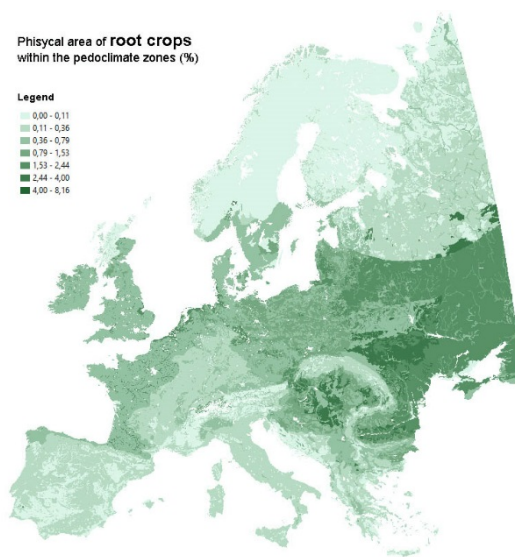 Phisycal area of root crops
within the pedoclimate zones (%)
Legend
0,00 - 0,11
0,11 - 0,36
0,36 - 0,79
0,79 - 1,53
1,53 - 2,44
2,44 - 4,00
4,00 - 8,16